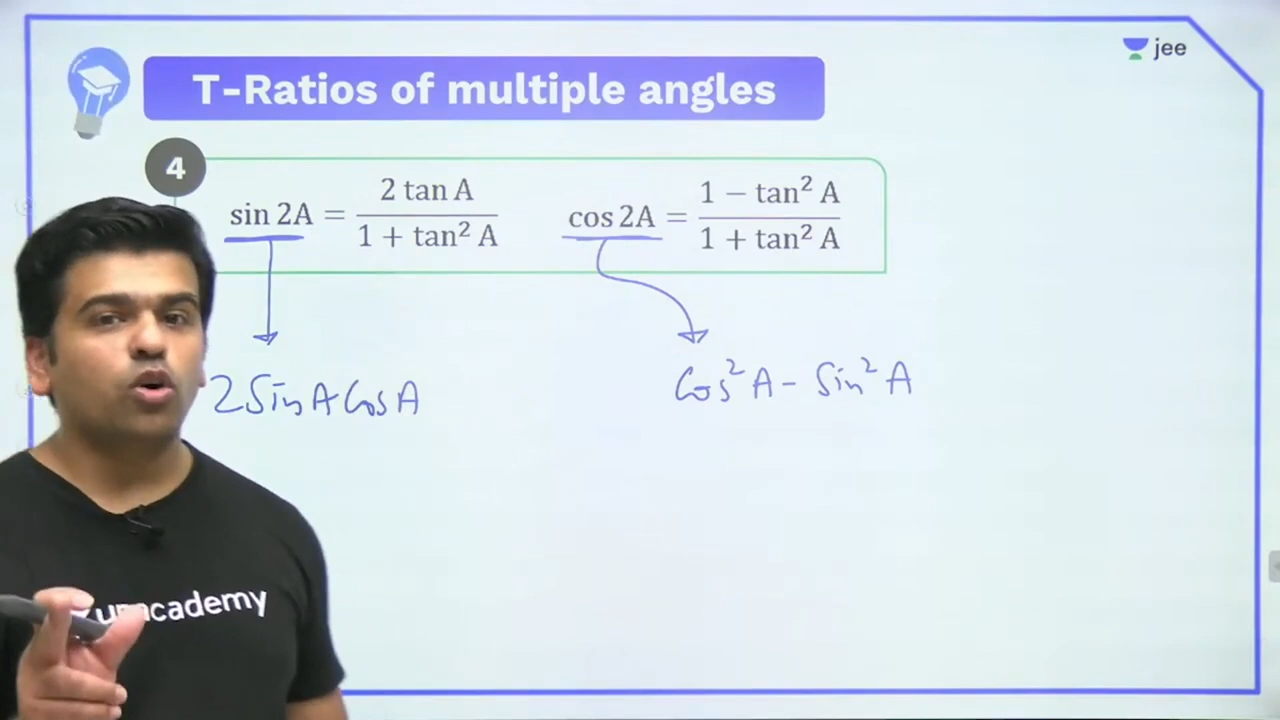 jee
T-Ratios of multiple angles
4
sin 2A = 2 tan A / 1 + tan² A
cos 2A = 1 − tan² A / 1 + tan² A
2 Sin A Cos A
Cos² A - Sin² A
unacademy